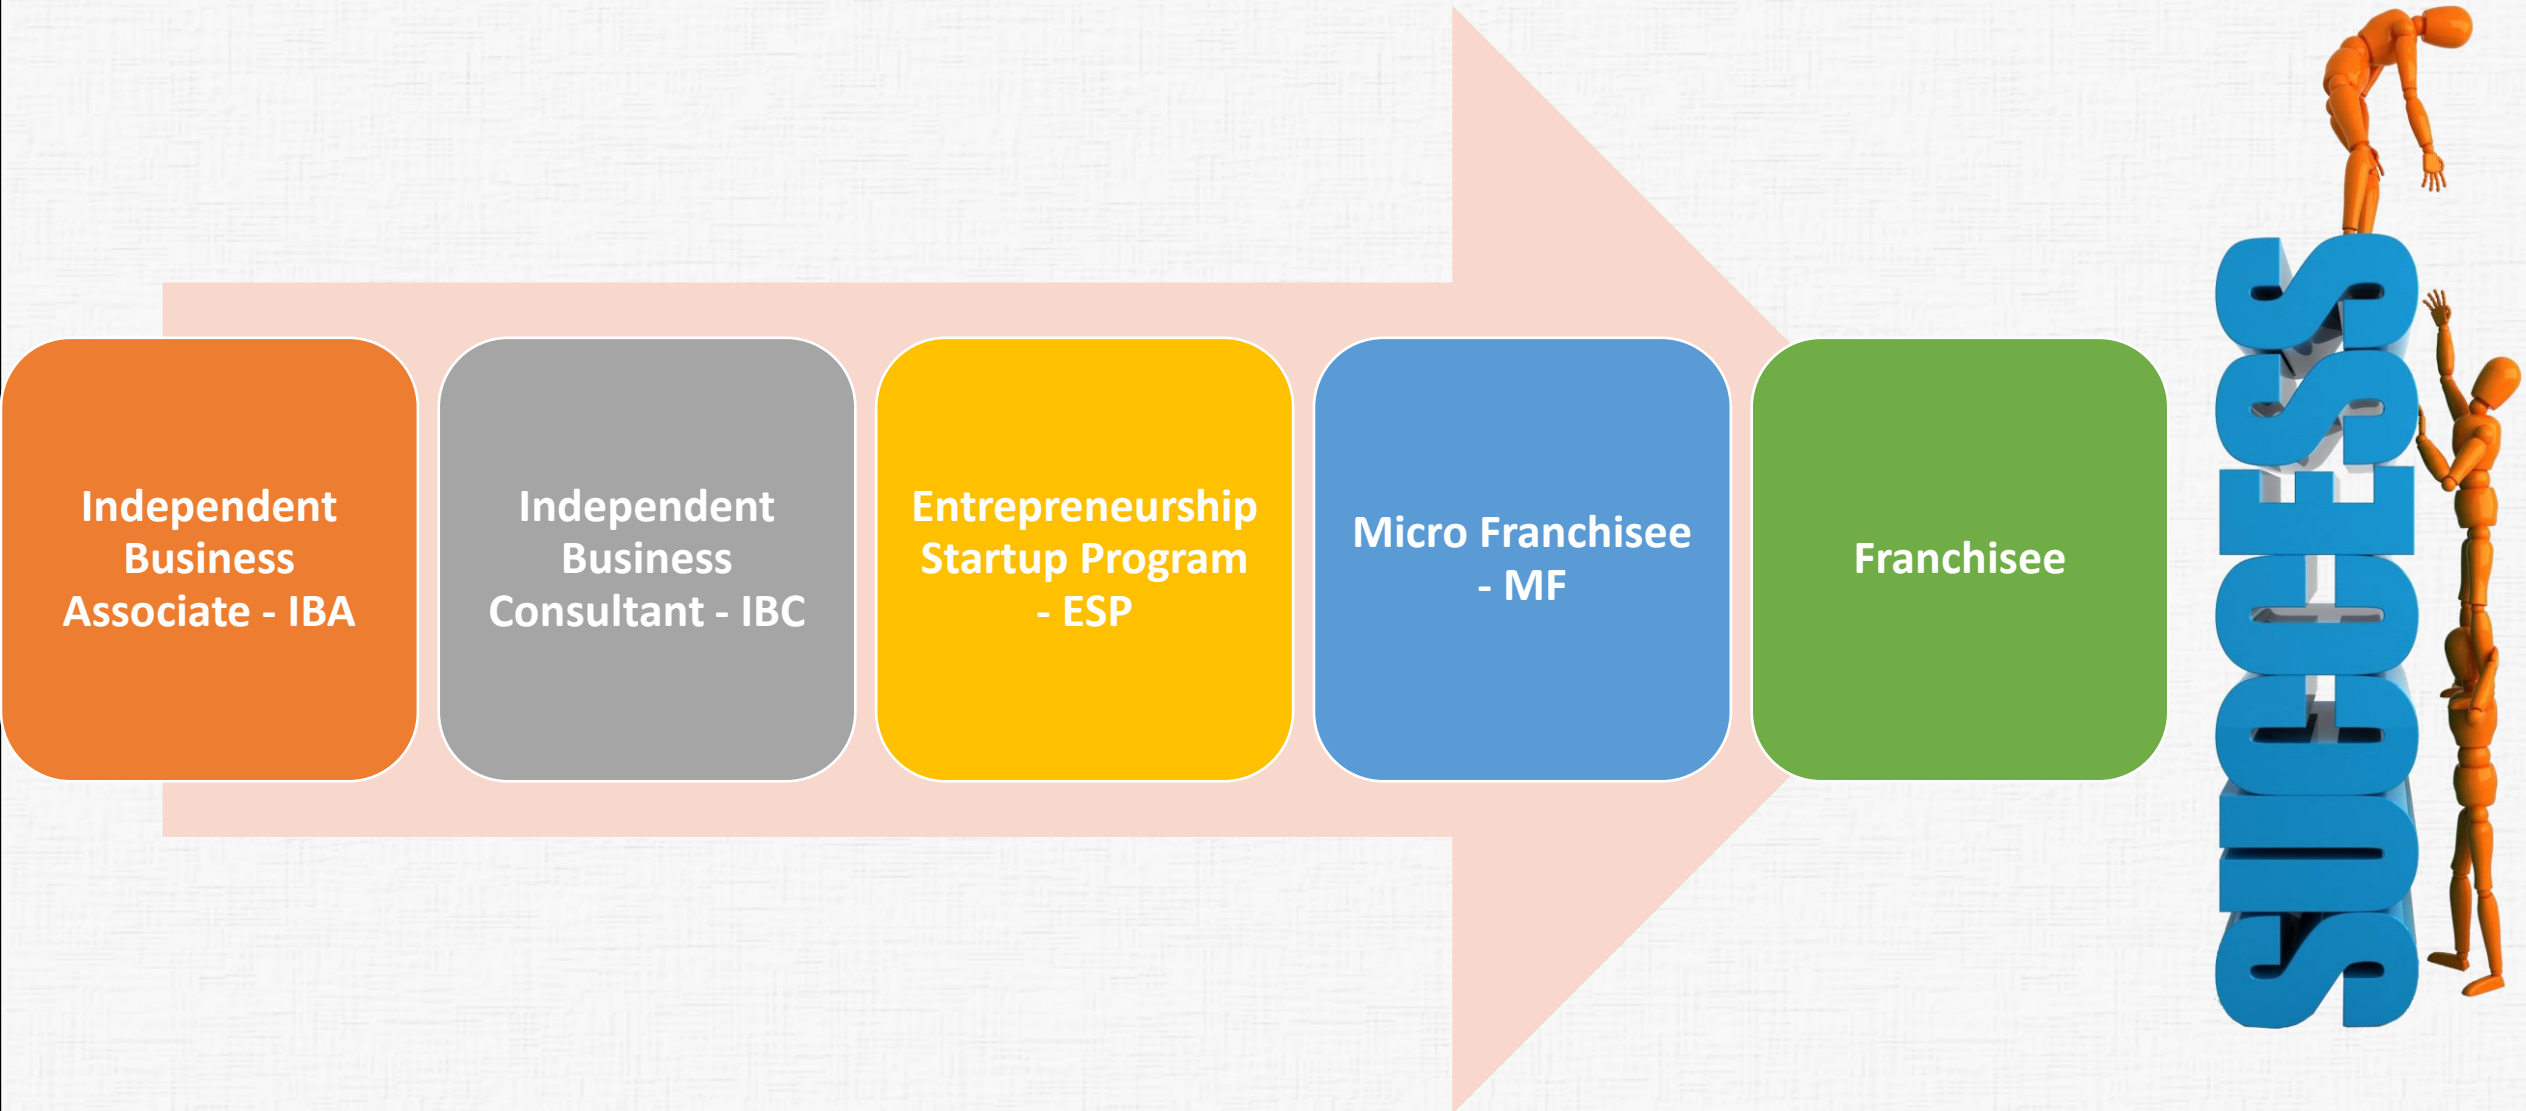 Independent
Business
Associate - IBA
Independent
Business
Consultant - IBC
Entrepreneurship
Startup Program
- ESP
Micro Franchisee
- MF
Franchisee
SUCCESS